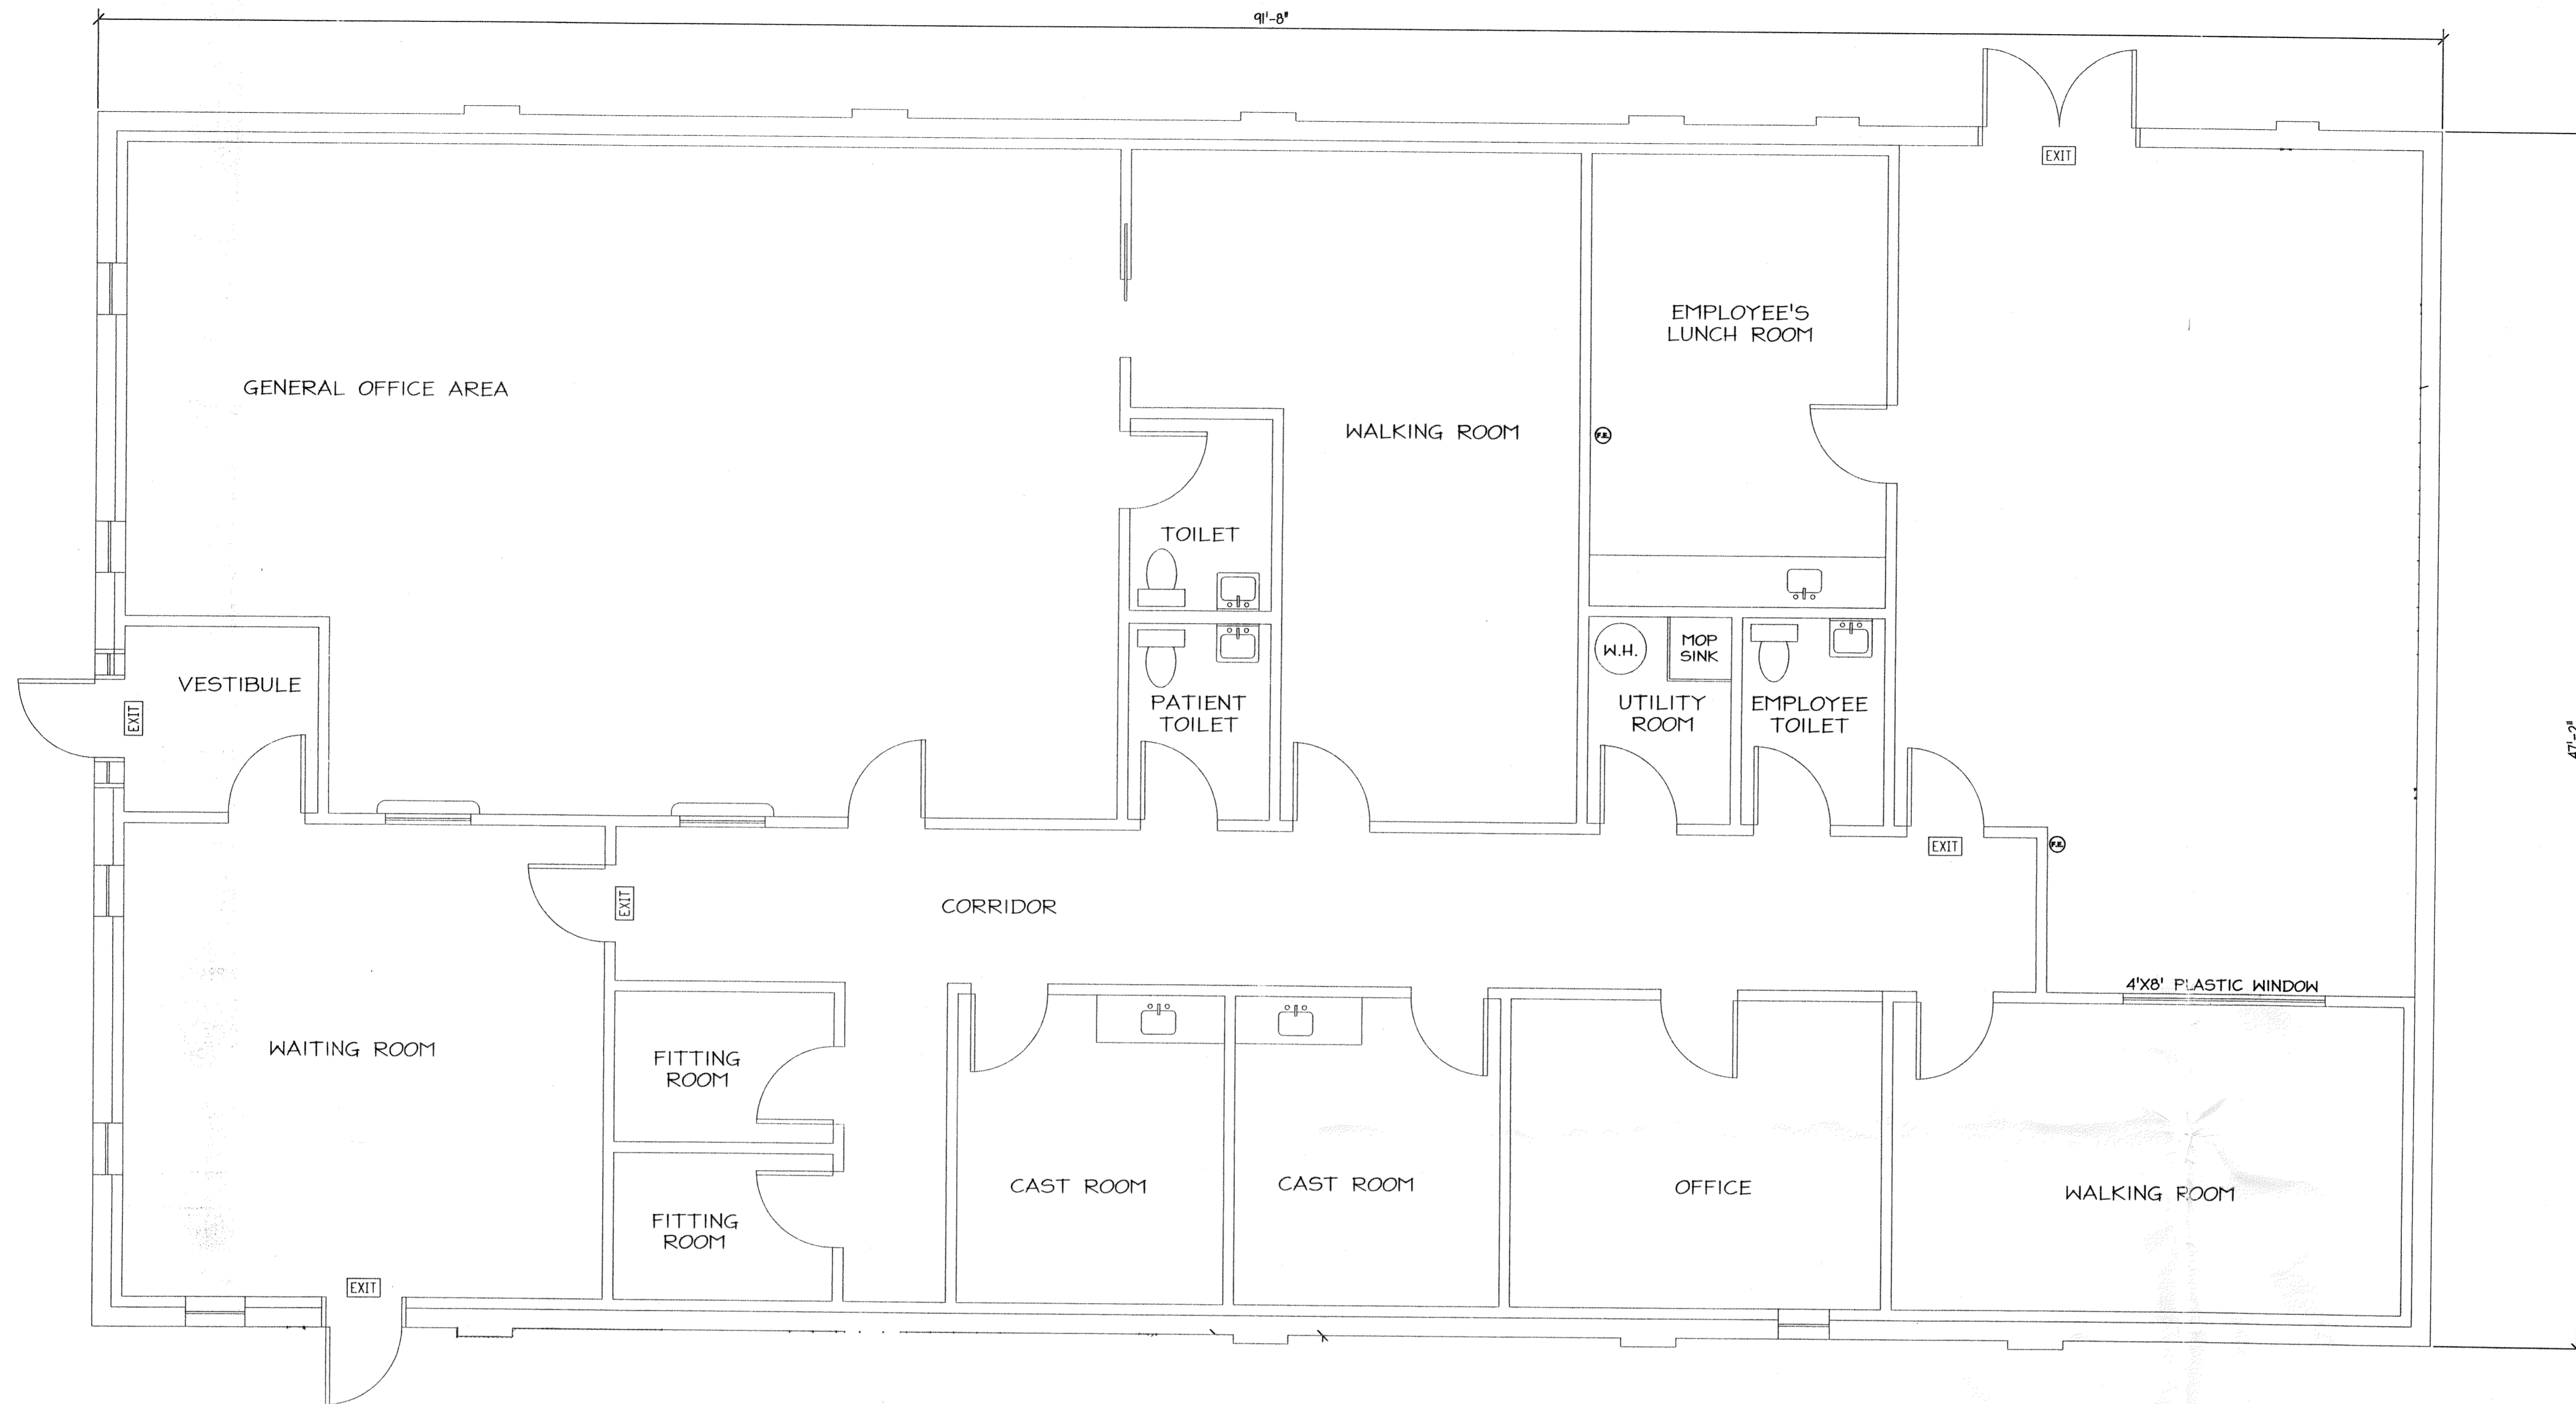 91'-8"
EXIT
EMPLOYEE'S
LUNCH ROOM
GENERAL OFFICE AREA
WALKING ROOM
F.E.
TOILET
W.H.
MOP
SINK
VESTIBULE
EXIT
PATIENT
TOILET
UTILITY
ROOM
EMPLOYEE
TOILET
47'-2"
EXIT
F.E.
EXIT
CORRIDOR
4'X8' PLASTIC WINDOW
WAITING ROOM
FITTING
ROOM
CAST ROOM
CAST ROOM
OFFICE
WALKING ROOM
FITTING
ROOM
EXIT